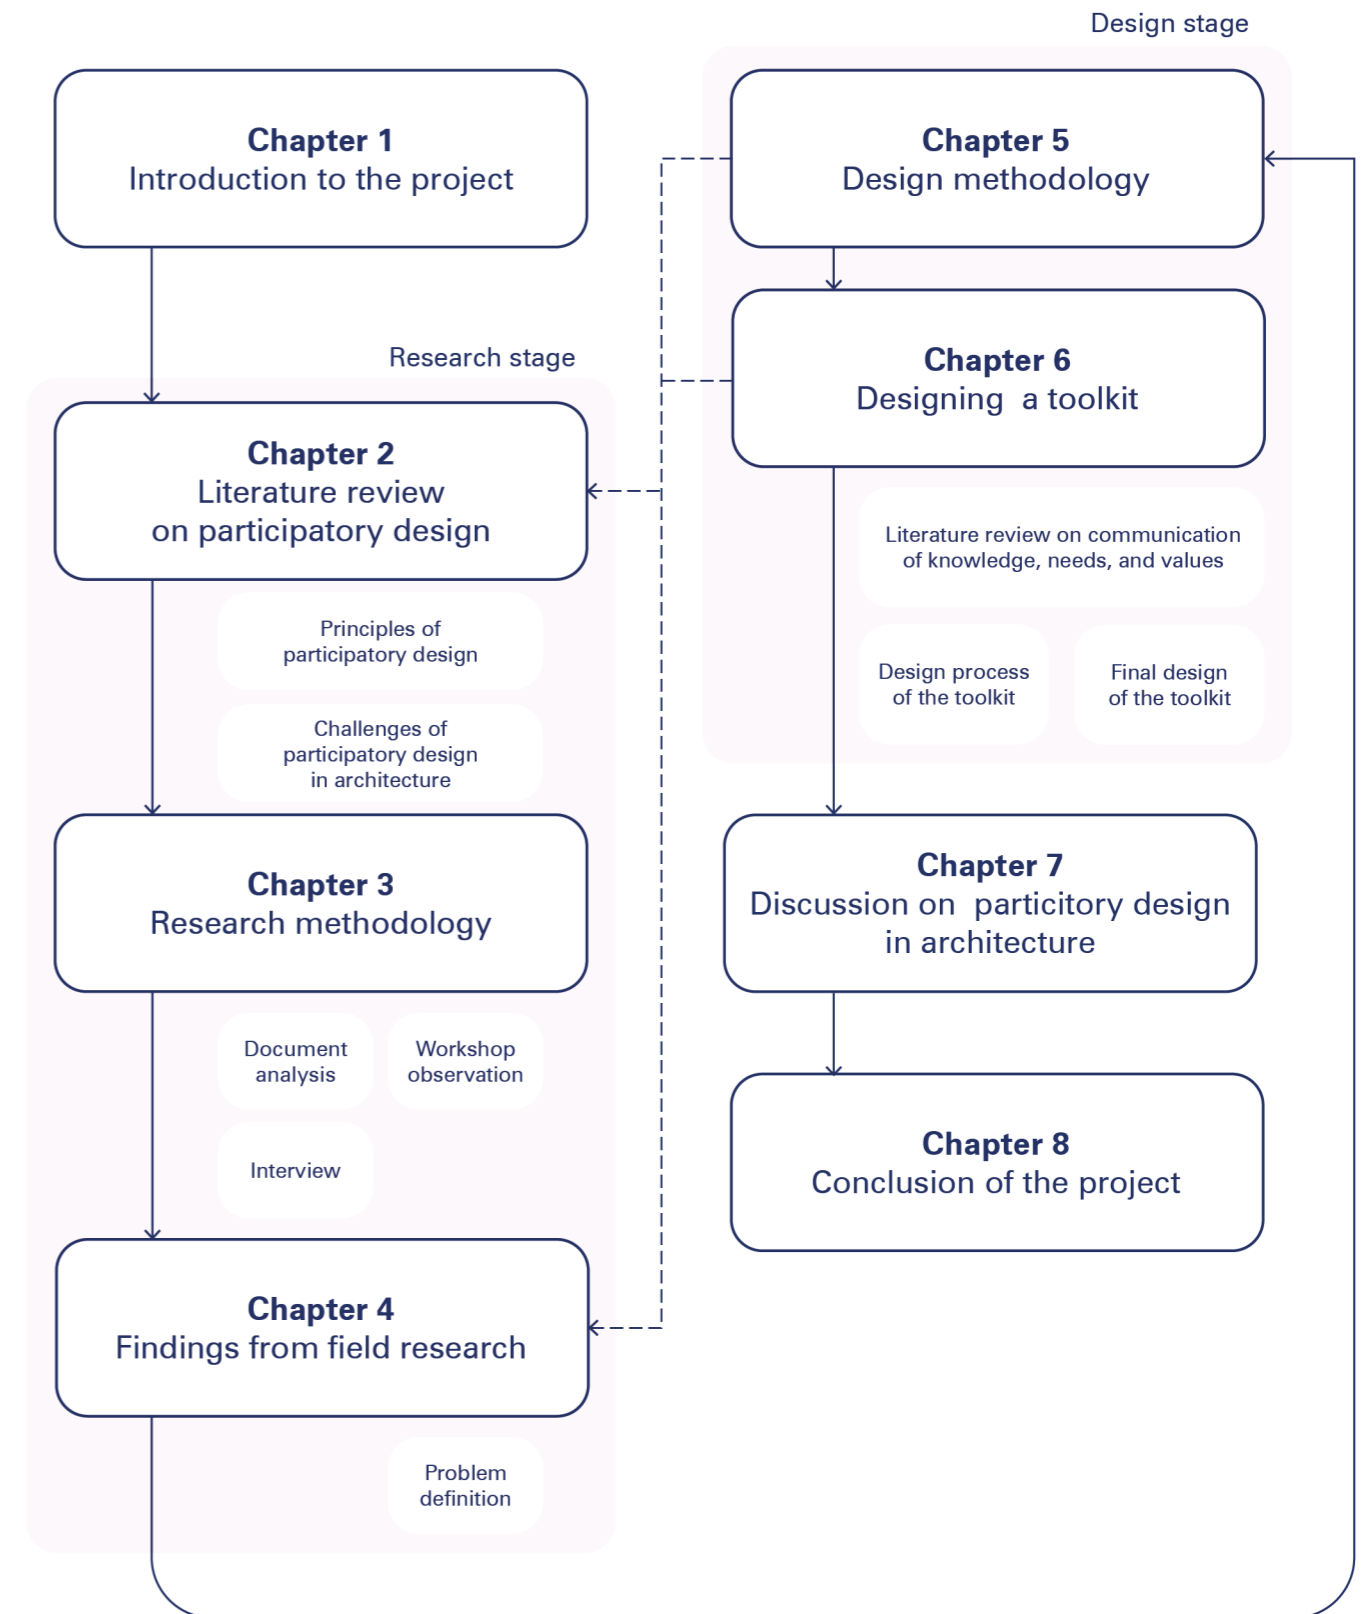 Chapter 1
Introduction to the project
Research stage
Chapter 2
Literature review
on participatory design
Principles of
participatory design
Challenges of
participatory design
in architecture
Chapter 3
Research methodology
Document
analysis
Workshop
observation
Interview
Chapter 4
Findings from field research
Problem
definition
Design stage
Chapter 5
Design methodology
Chapter 6
Designing a toolkit
Literature review on communication
of knowledge, needs, and values
Design process
of the toolkit
Final design
of the toolkit
Chapter 7
Discussion on particitory design
in architecture
Chapter 8
Conclusion of the project